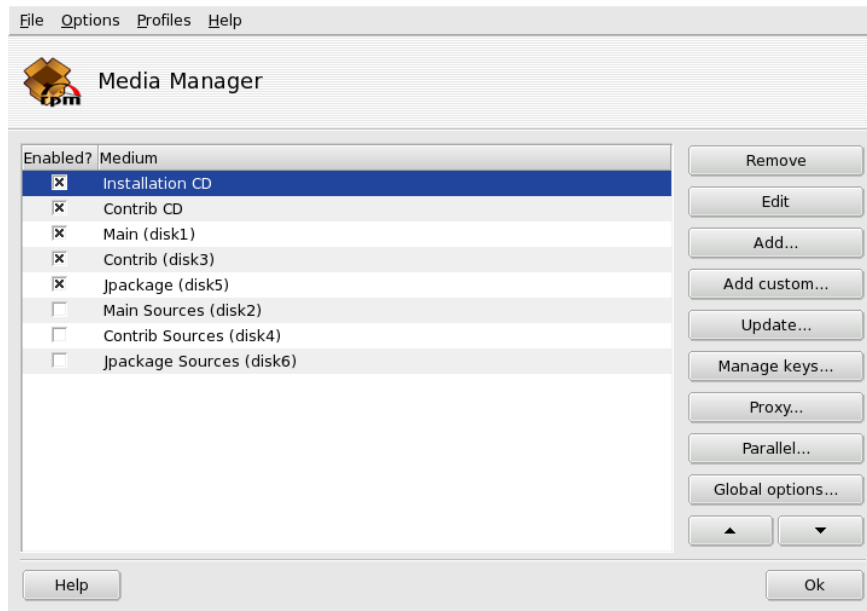 File Options Profiles Help
rpm
Media Manager
Enabled? Medium
Installation CD
Contrib CD
Main (disk1)
Contrib (disk3)
Jpackage (disk5)
Main Sources (disk2)
Contrib Sources (disk4)
Jpackage Sources (disk6)
Remove
Edit
Add...
Add custom...
Update...
Manage keys...
Proxy...
Parallel...
Global options...
Help
Ok